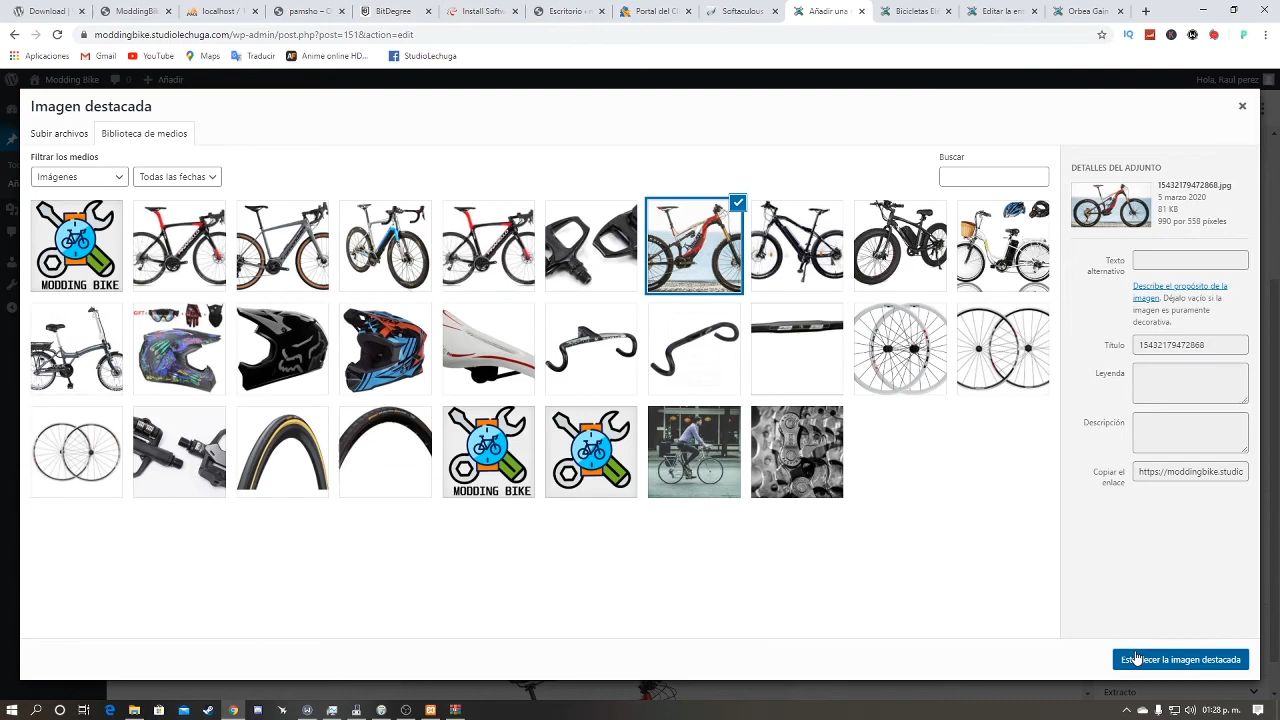 Download | p
ModdingBik
localhost / 1
pamsho – C
BitDegree
Install Softw
Escritorio ‹ m
Portal del Cl
Softaculous
Añadir una e
Bicicletas El
Editar la en
Orbea Gain
moddingbike.studiolechuga.com/wp-admin/post.php?post=151&action=edit
Aplicaciones Gmail YouTube Maps Traducir Anime online HD... StudioLechuga
Modding Bike 0 Añadir Hola, Raul perez
Imagen destacada
Subir archivos Biblioteca de medios
Filtrar los medios
Imágenes Todas las fechas
Buscar
MODDING BIKE
GIFT
MODDING BIKE
DETALLES DEL ADJUNTO
15432179472868.jpg
5 marzo 2020
81 KB
990 por 558 píxeles
Texto
alternativo
Describe el propósito de la
imagen. Déjalo vacío si la
imagen es puramente
decorativa.
Título 15432179472868
Leyenda
Descripción
Copiar el
enlace
https://moddingbike.studic
Establecer la imagen destacada
Extracto
01:28 p. m.